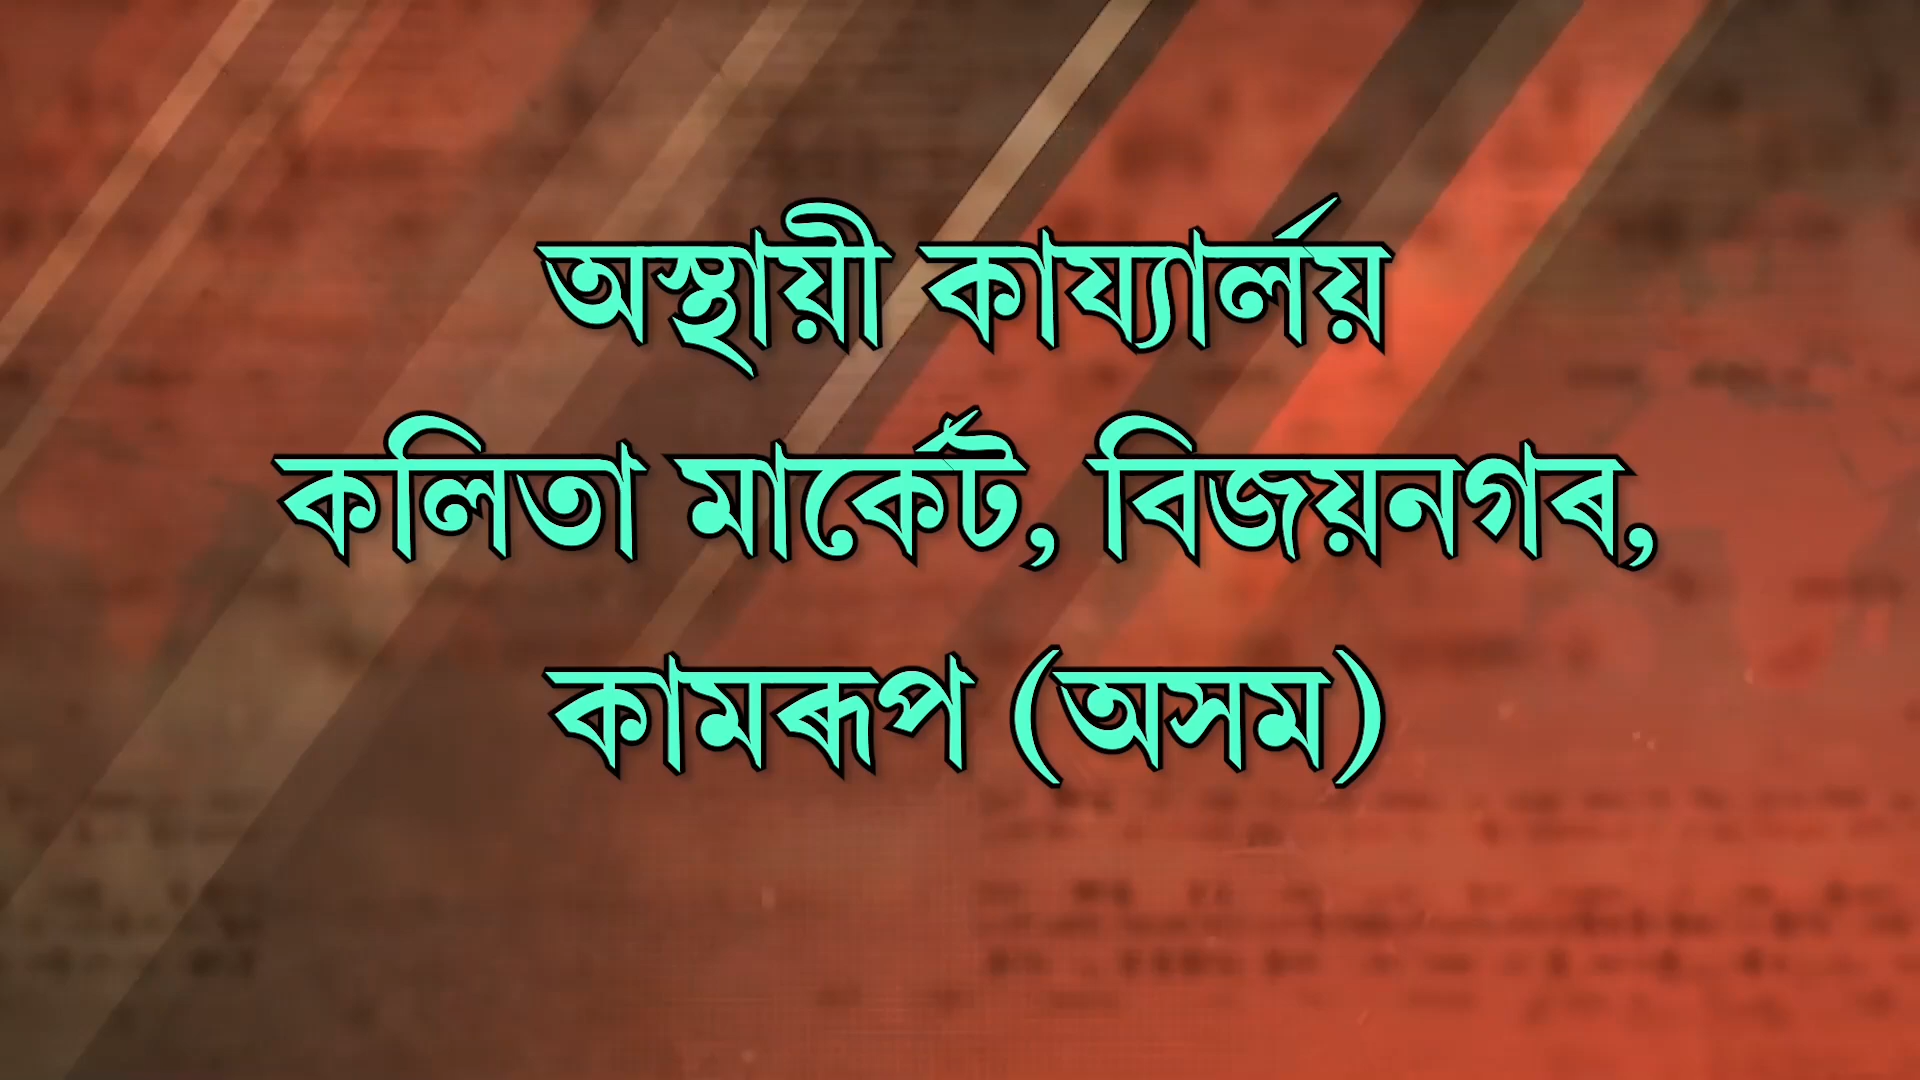 অস্থায়ী কায্যাৰ্লয়
কলিতা মাৰ্কেট, বিজয়নগৰ,
কামৰূপ (অসম)